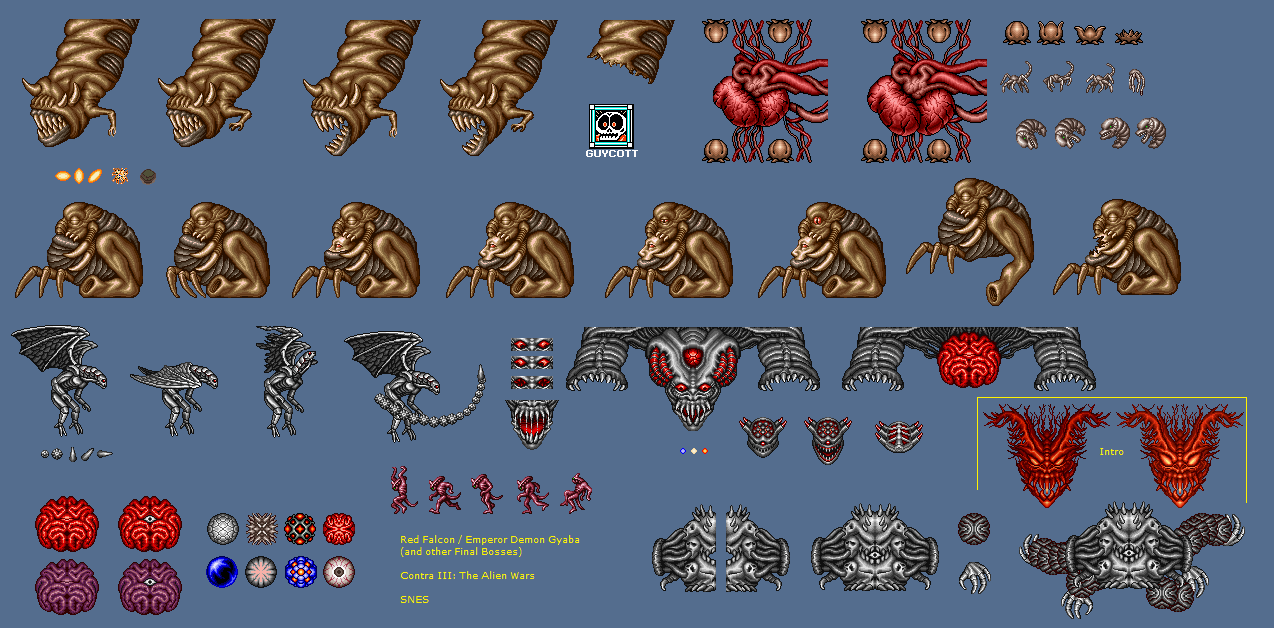 GUYCOTT
Intro
Red Falcon / Emperor Demon Gyaba
(and other Final Bosses)
Contra III: The Alien Wars
SNES